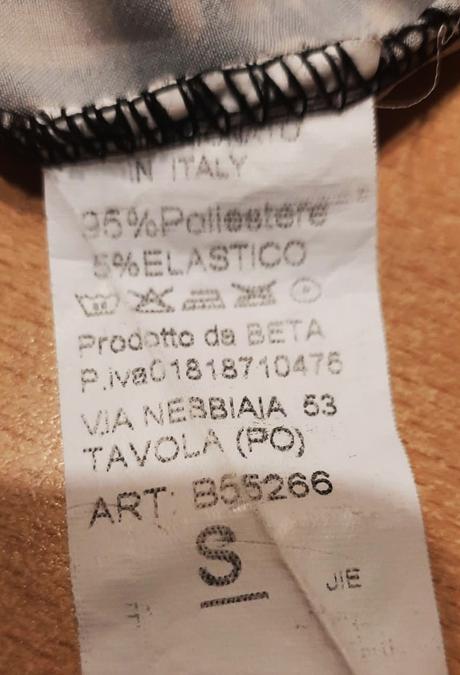 IN ITALY
95%Poliestere
5%ELASTICO
Prodotto da BETA
P.iva01818710476
VIA NEBBIAIA 53
TAVOLA (PO)
ART: B55266
S
JIE